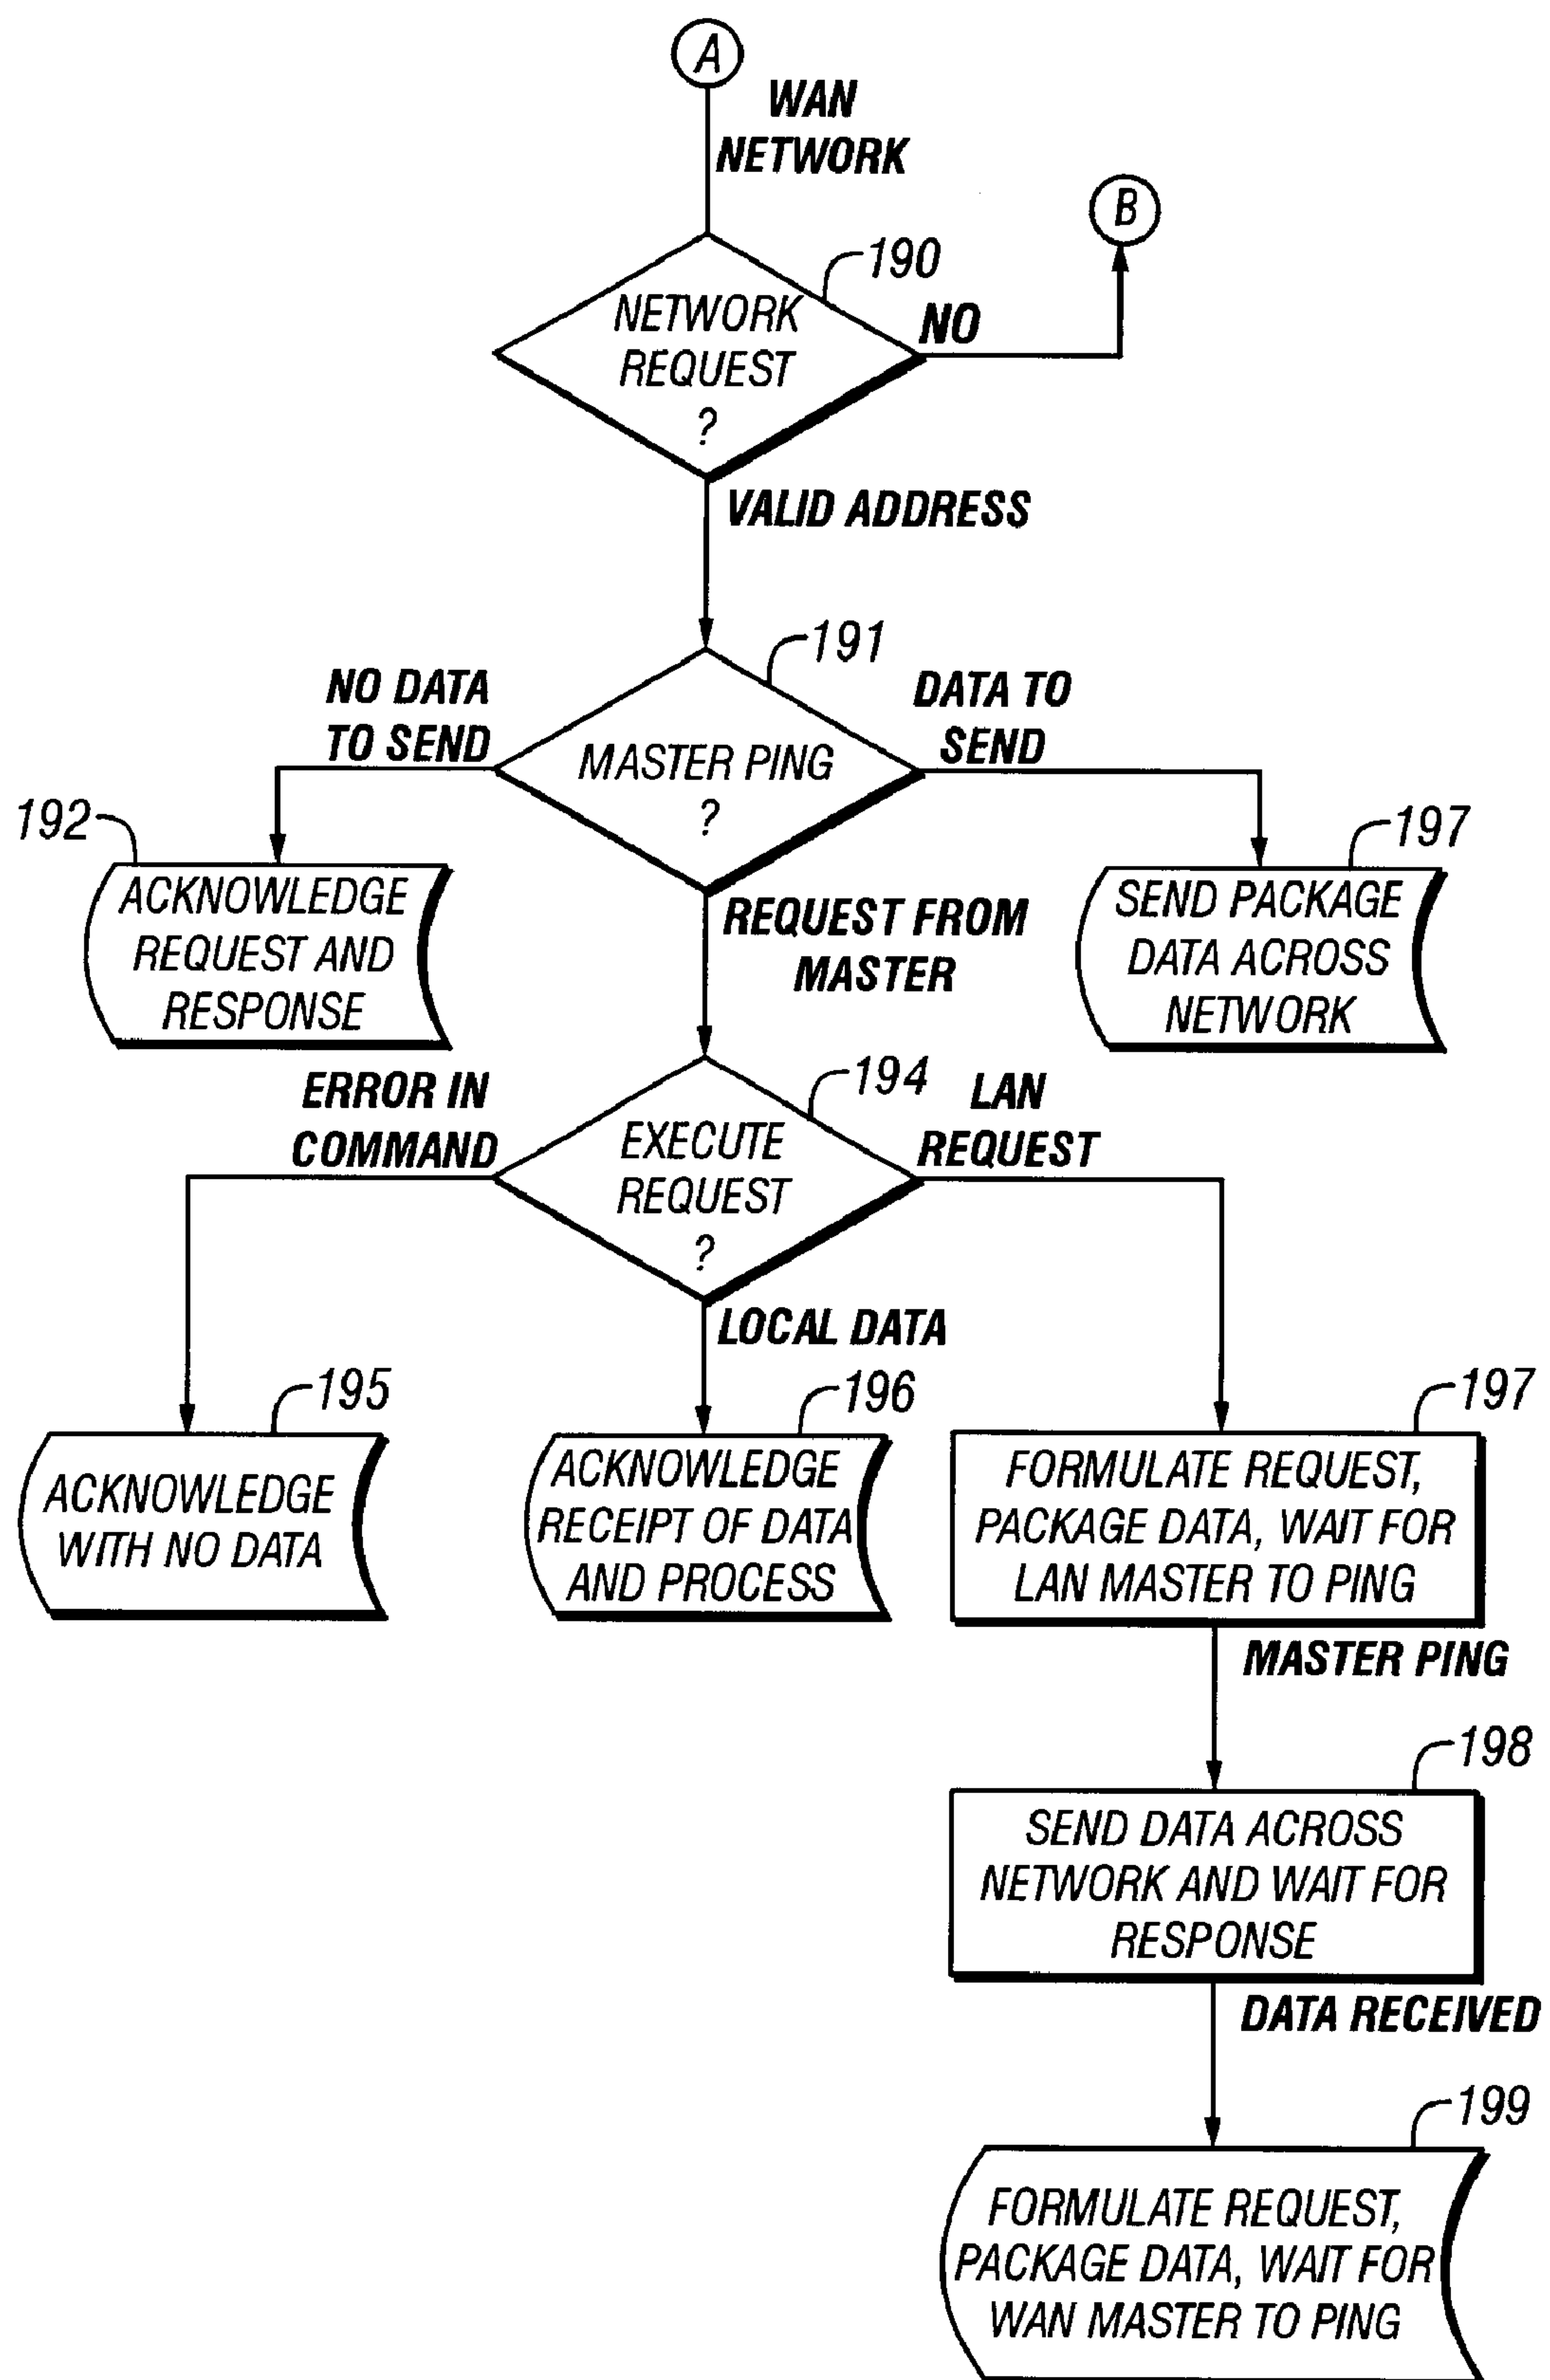 A
WAN
NETWORK
B
190
NETWORK
REQUEST
?
NO
VALID ADDRESS
191
NO DATA
TO SEND
DATA TO
SEND
MASTER PING
?
192
ACKNOWLEDGE
REQUEST AND
RESPONSE
197
SEND PACKAGE
DATA ACROSS
NETWORK
REQUEST FROM
MASTER
194
ERROR IN
COMMAND
LAN
REQUEST
EXECUTE
REQUEST
?
LOCAL DATA
195
ACKNOWLEDGE
WITH NO DATA
196
ACKNOWLEDGE
RECEIPT OF DATA
AND PROCESS
197
FORMULATE REQUEST,
PACKAGE DATA, WAIT FOR
LAN MASTER TO PING
MASTER PING
198
SEND DATA ACROSS
NETWORK AND WAIT FOR
RESPONSE
DATA RECEIVED
199
FORMULATE REQUEST,
PACKAGE DATA, WAIT FOR
WAN MASTER TO PING